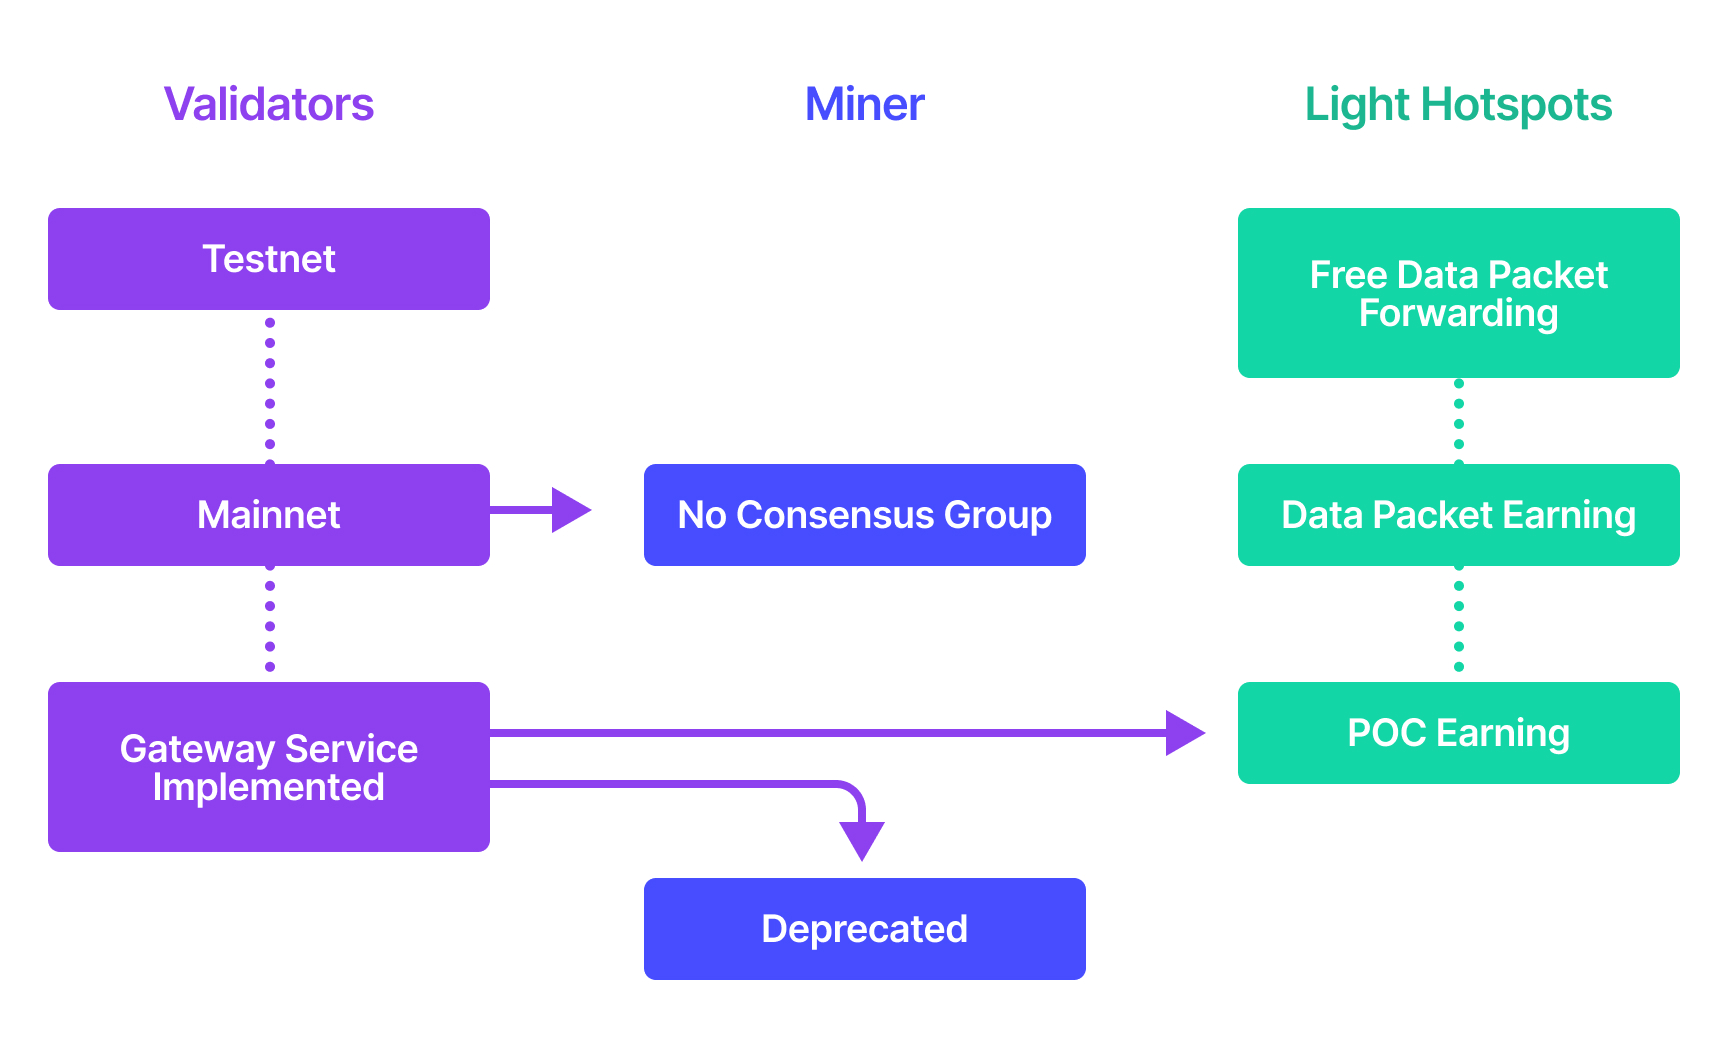 Validators
Miner
Light Hotspots
Testnet
Free Data Packet
Forwarding
Mainnet
No Consensus Group
Data Packet Earning
Gateway Service
Implemented
POC Earning
Deprecated